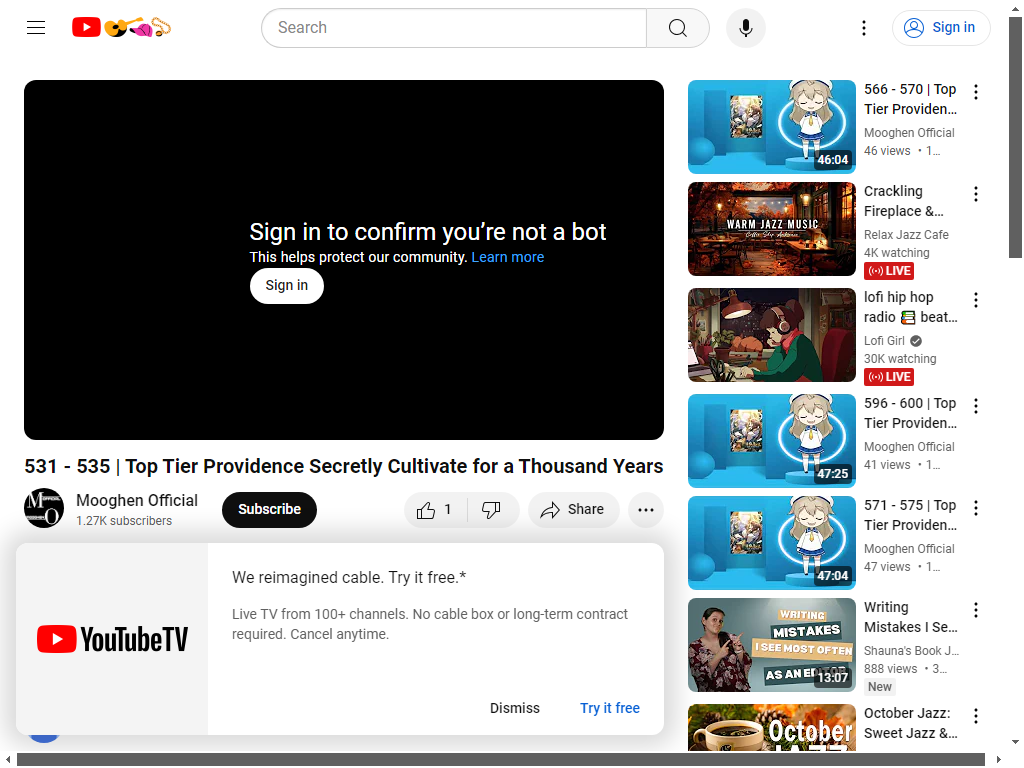 Search
Sign in
Sign in to confirm you're not a bot
This helps protect our community. Learn more
Sign in
531 - 535 | Top Tier Providence Secretly Cultivate for a Thousand Years
Mooghen Official
1.27K subscribers
Subscribe
1
Share
We reimagined cable. Try it free.*
Live TV from 100+ channels. No cable box or long-term contract
required. Cancel anytime.
YouTubeTV
Dismiss
Try it free
46:04
566 - 570 | Top
Tier Providen...
Mooghen Official
46 views • 1...
WARM JAZZ MUSIC
Crackling
Fireplace &...
Relax Jazz Cafe
4K watching
LIVE
lofi hip hop
radio 📚 beat...
Lofi Girl
30K watching
LIVE
47:25
596 - 600 | Top
Tier Providen...
Mooghen Official
41 views • 1...
47:04
571 - 575 | Top
Tier Providen...
Mooghen Official
47 views • 1...
WRITING
MISTAKES
I SEE MOST OFTEN
AS AN EDITOR
13:07
Writing
Mistakes I Se...
Shauna's Book J...
888 views • 3...
New
October
JAZZ
October Jazz:
Sweet Jazz &...